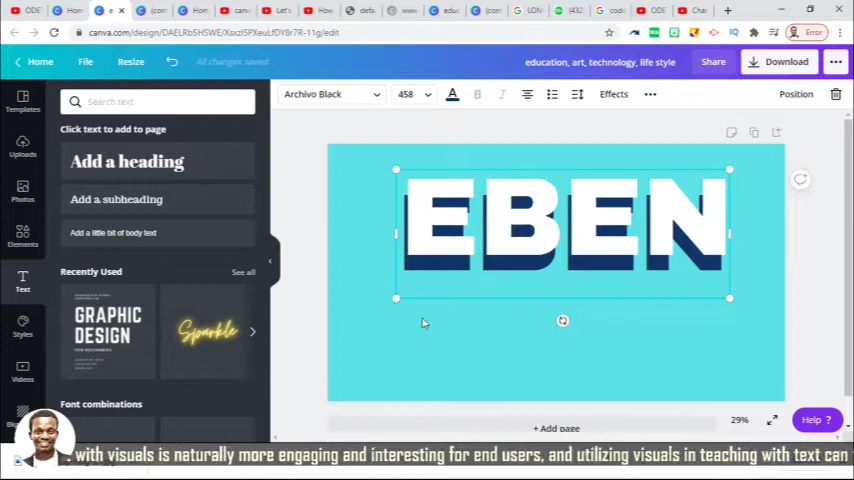 canva.com/design/DAELRb5HSWE/XsxzI5PXeuLfDY8r7R-11g/edit
Error
Home
File
Resize
All changes saved
education, art, technology, life style
Share
Download
Templates
Uploads
Photos
Elements
Text
Styles
Videos
Search text
Click text to add to page
Add a heading
Add a subheading
Add a little bit of body text
Recently Used
See all
GRAPHIC
DESIGN
Sparkle
Font combinations
Archivo Black
458
A
B
I
Effects
Position
EBEN
+ Add page
29%
Help ?
with visuals is naturally more engaging and interesting for end users, and utilizing visuals in teaching with text can